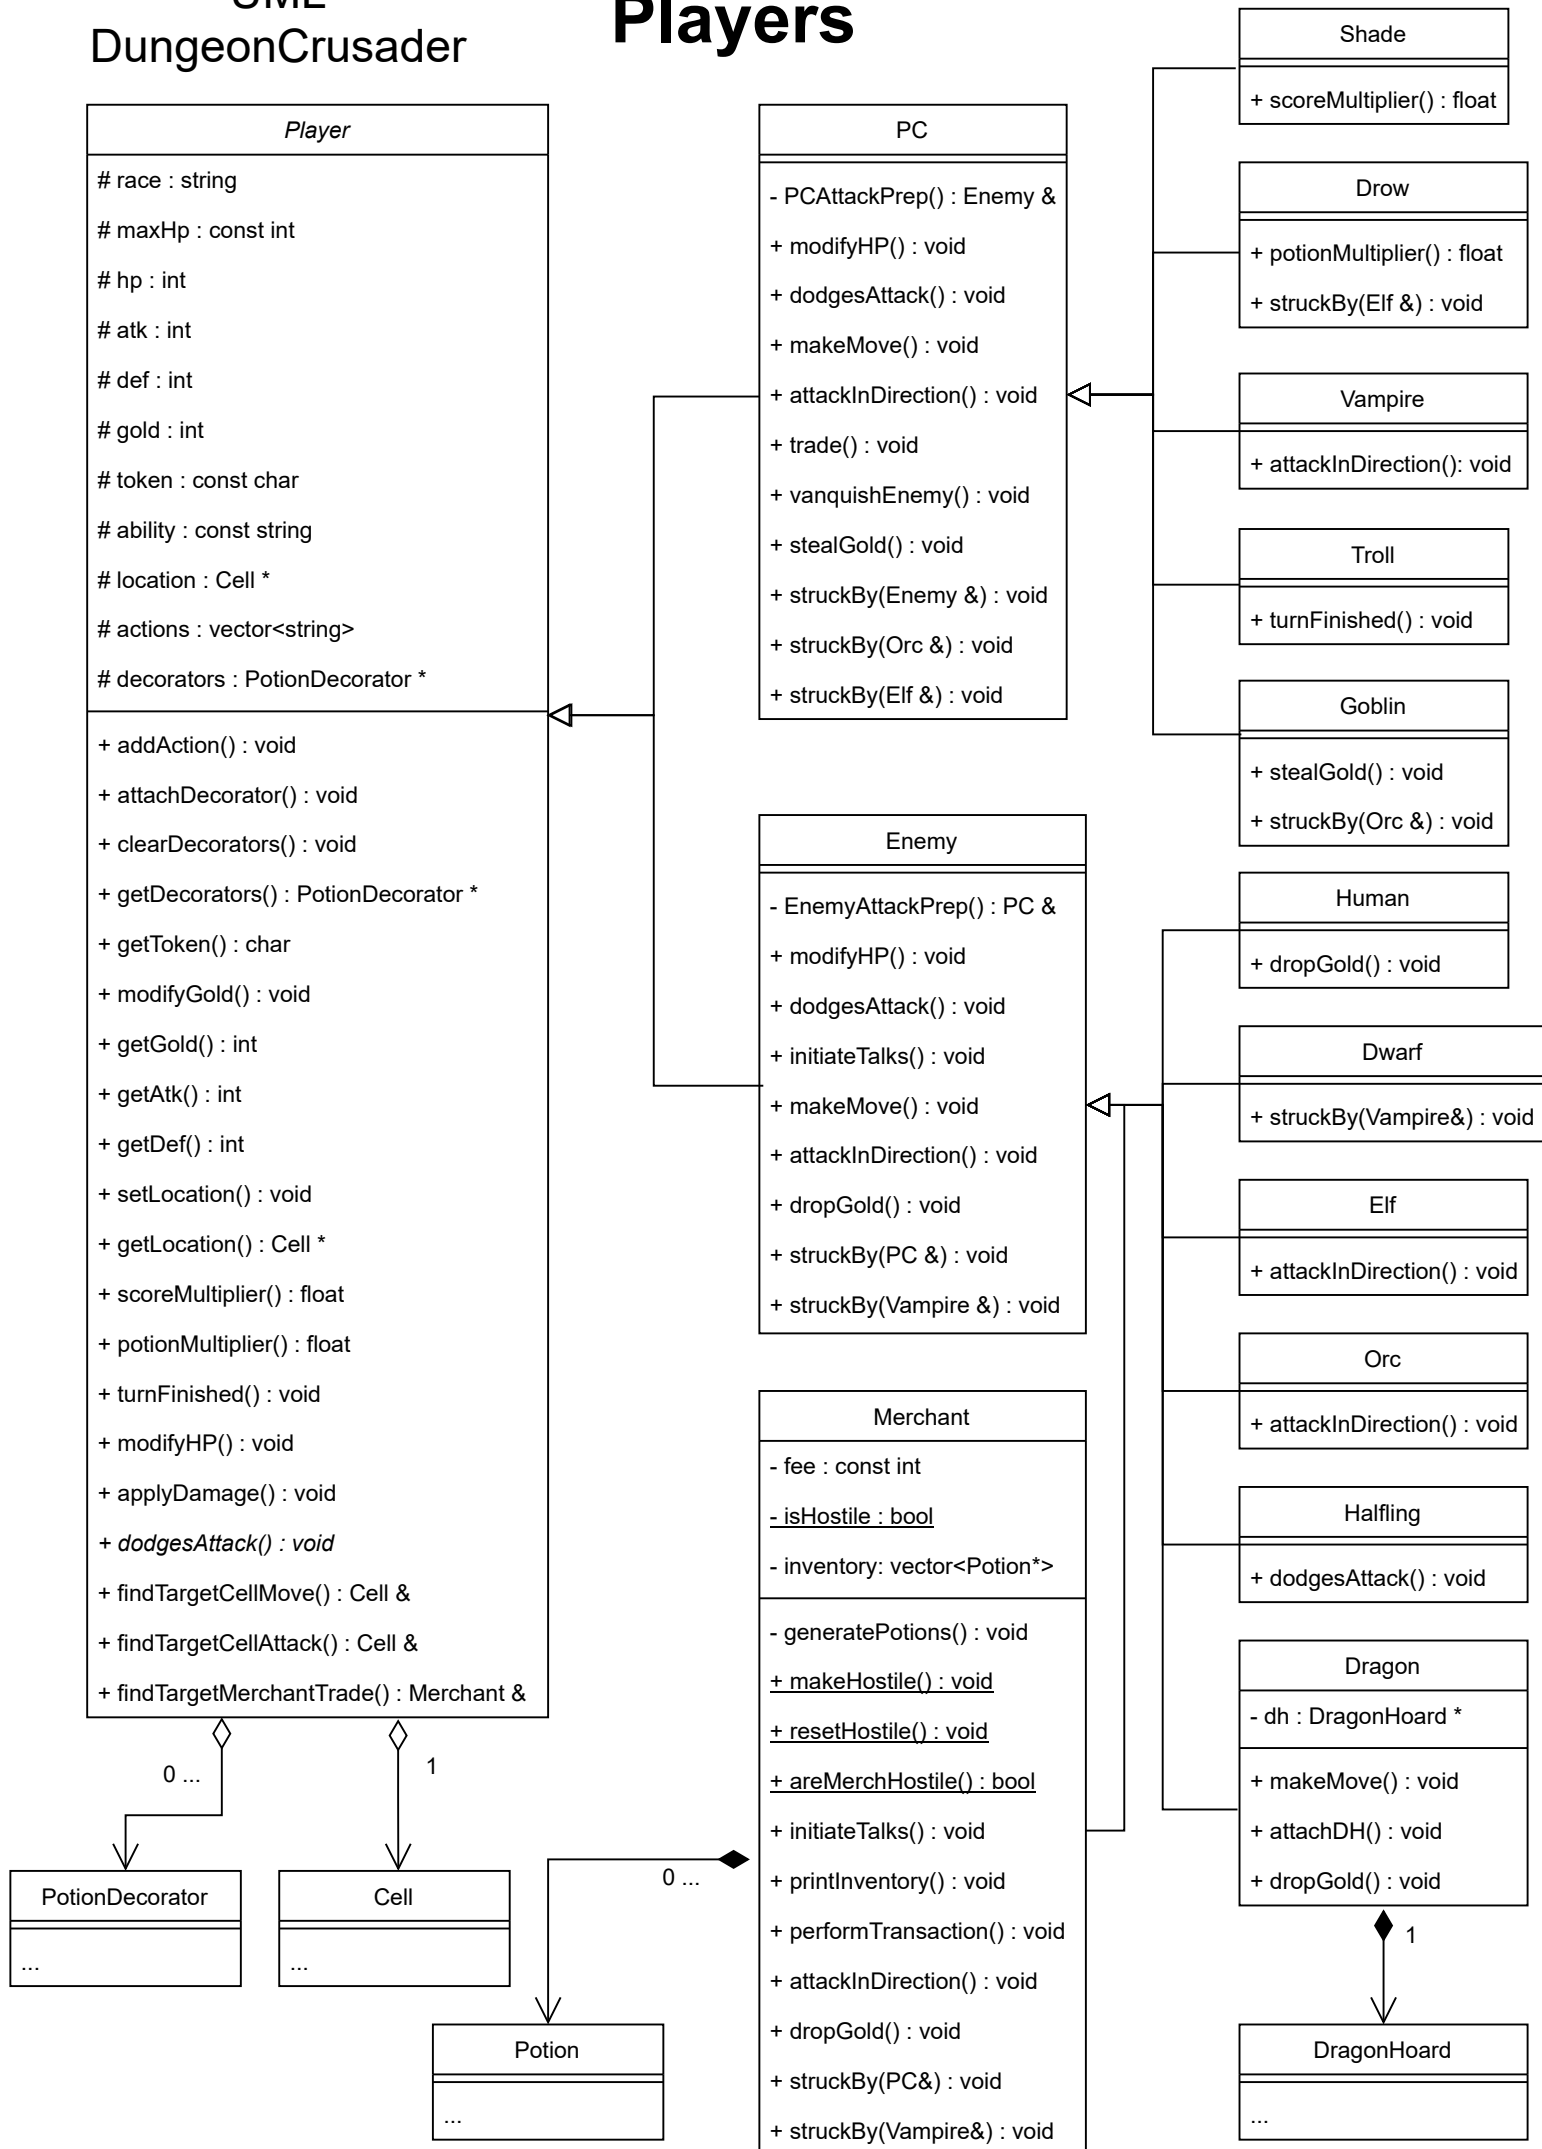 UML
DungeonCrusader
Players
Player
# race : string
# maxHp : const int
# hp : int
# atk : int
# def : int
# gold : int
# token : const char
# ability : const string
# location : Cell *
# actions : vector<string>
# decorators : PotionDecorator *
+ addAction() : void
+ attachDecorator() : void
+ clearDecorators() : void
+ getDecorators() : PotionDecorator *
+ getToken() : char
+ modifyGold() : void
+ getGold() : int
+ getAtk() : int
+ getDef() : int
+ setLocation() : void
+ getLocation() : Cell *
+ scoreMultiplier() : float
+ potionMultiplier() : float
+ turnFinished() : void
+ modifyHP() : void
+ applyDamage() : void
+ dodgesAttack() : void
+ findTargetCellMove() : Cell &
+ findTargetCellAttack() : Cell &
+ findTargetMerchantTrade() : Merchant &
0 ...
1
PotionDecorator
...
Cell
...
Potion
...
0 ...
PC
- PCAttackPrep() : Enemy &
+ modifyHP() : void
+ dodgesAttack() : void
+ makeMove() : void
+ attackInDirection() : void
+ trade() : void
+ vanquishEnemy() : void
+ stealGold() : void
+ struckBy(Enemy &) : void
+ struckBy(Orc &) : void
+ struckBy(Elf &) : void
Enemy
- EnemyAttackPrep() : PC &
+ modifyHP() : void
+ dodgesAttack() : void
+ initiateTalks() : void
+ makeMove() : void
+ attackInDirection() : void
+ dropGold() : void
+ struckBy(PC &) : void
+ struckBy(Vampire &) : void
Merchant
- fee : const int
- isHostile : bool
- inventory: vector<Potion*>
- generatePotions() : void
+ makeHostile() : void
+ resetHostile() : void
+ areMerchHostile() : bool
+ initiateTalks() : void
+ printInventory() : void
+ performTransaction() : void
+ attackInDirection() : void
+ dropGold() : void
+ struckBy(PC&) : void
+ struckBy(Vampire&) : void
Shade
+ scoreMultiplier() : float
Drow
+ potionMultiplier() : float
+ struckBy(Elf &) : void
Vampire
+ attackInDirection(): void
Troll
+ turnFinished() : void
Goblin
+ stealGold() : void
+ struckBy(Orc &) : void
Human
+ dropGold() : void
Dwarf
+ struckBy(Vampire&) : void
Elf
+ attackInDirection() : void
Orc
+ attackInDirection() : void
Halfling
+ dodgesAttack() : void
Dragon
- dh : DragonHoard *
+ makeMove() : void
+ attachDH() : void
+ dropGold() : void
1
DragonHoard
...